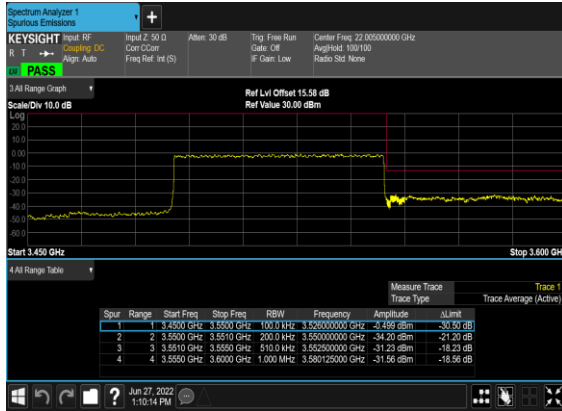 Spectrum Analyzer 1
Spurious Emissions
KEYSIGHT Input: RF Input Z: 50 Ω Atten: 30 dB Trig: Free Run Center Freq: 22.005000000 GHz
R T Coupling: DC Corr CCorr Gate: Off Avg|Hold: 100/100
Align: Auto Freq Ref: Int (S) IF Gain: Low Radio Std: None
PASS
3 All Range Graph Ref Lvl Offset 15.58 dB
Scale/Div 10.0 dB Ref Value 30.00 dBm
Log
20.0
10.0
0.00
-10.0
-20.0
-30.0
-40.0
-50.0
-60.0
Start 3.450 GHz Stop 3.600 GHz
4 All Range Table
Measure Trace Trace 1
Trace Type Trace Average (Active)
Spur Range Start Freq Stop Freq RBW Frequency Amplitude ΔLimit
1 1 3.4500 GHz 3.5500 GHz 100.0 kHz 3.526000000 GHz -0.499 dBm -30.50 dB
2 2 3.5500 GHz 3.5510 GHz 200.0 kHz 3.550000000 GHz -34.20 dBm -21.20 dB
3 3 3.5510 GHz 3.5550 GHz 510.0 kHz 3.552500000 GHz -31.23 dBm -18.23 dB
4 4 3.5550 GHz 3.6000 GHz 1.000 MHz 3.580125000 GHz -31.56 dBm -18.56 dB
Jun 27, 2022
1:10:14 PM